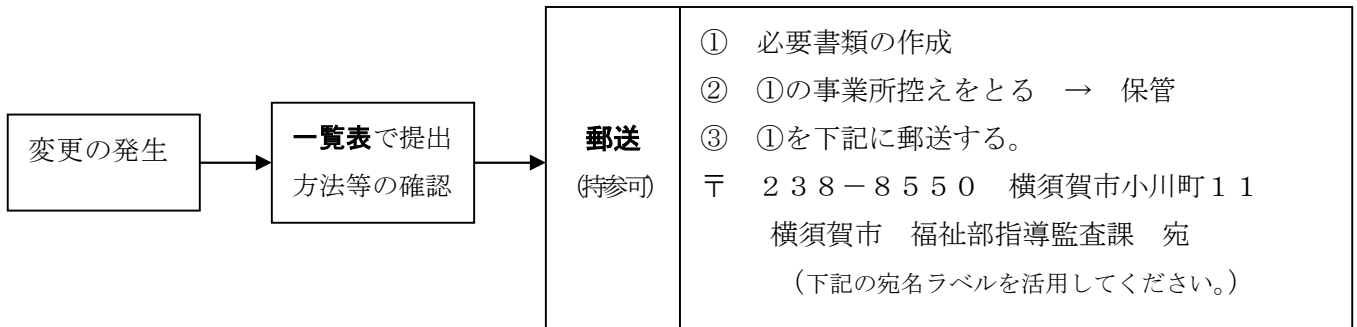 変更の発生
一覧表で提出
方法等の確認
郵送
(持参可)
① 必要書類の作成
② ①の事業所控えをとる → 保管
③ ①を下記に郵送する。
〒 ２３８－８５５０ 横須賀市小川町１１
横須賀市 福祉部指導監査課 宛
（下記の宛名ラベルを活用してください。）